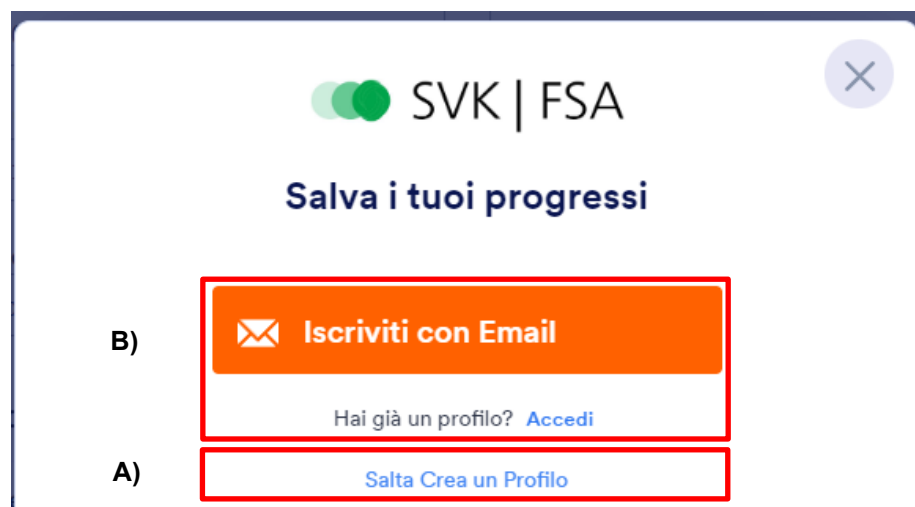 SVK | FSA
Salva i tuoi progressi
B)
Iscriviti con Email
Hai già un profilo? Accedi
A)
Salta Crea un Profilo